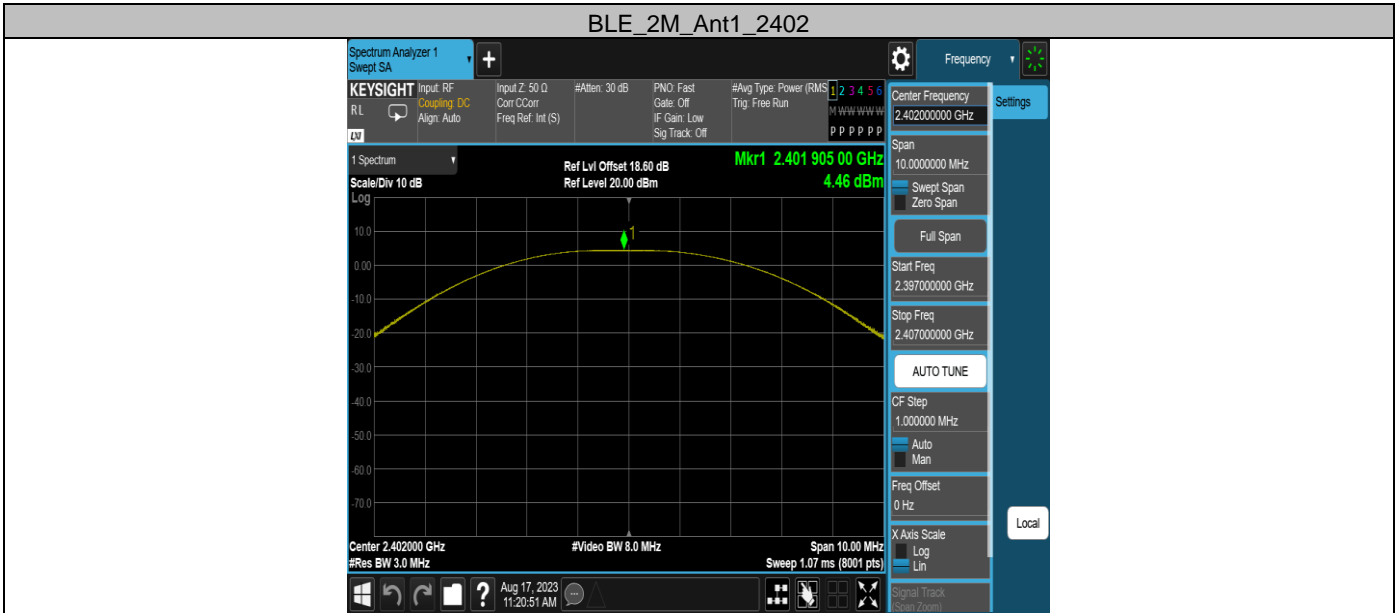 BLE_2M_Ant1_2402
Spectrum Analyzer 1
Swept SA
+
Frequency
KEYSIGHT
RL
LXI
Input: RF
Coupling: DC
Align: Auto
Input Z: 50 Ω
Corr CCorr
Freq Ref: Int (S)
#Atten: 30 dB
PNO: Fast
Gate: Off
IF Gain: Low
Sig Track: Off
#Avg Type: Power (RMS
Trig: Free Run
1 2 3 4 5 6
M W W W W W
P P P P P P
1 Spectrum
Scale/Div 10 dB
Log
Ref Lvl Offset 18.60 dB
Ref Level 20.00 dBm
Mkr1 2.401 905 00 GHz
4.46 dBm
1
10.0
0.00
-10.0
-20.0
-30.0
-40.0
-50.0
-60.0
-70.0
Center 2.402000 GHz
#Res BW 3.0 MHz
#Video BW 8.0 MHz
Span 10.00 MHz
Sweep 1.07 ms (8001 pts)
Center Frequency
2.402000000 GHz
Settings
Span
10.0000000 MHz
Swept Span
Zero Span
Full Span
Start Freq
2.397000000 GHz
Stop Freq
2.407000000 GHz
AUTO TUNE
CF Step
1.000000 MHz
Auto
Man
Freq Offset
0 Hz
X Axis Scale
Log
Lin
Local
Signal Track
(Span Zoom)
?
Aug 17, 2023
11:20:51 AM